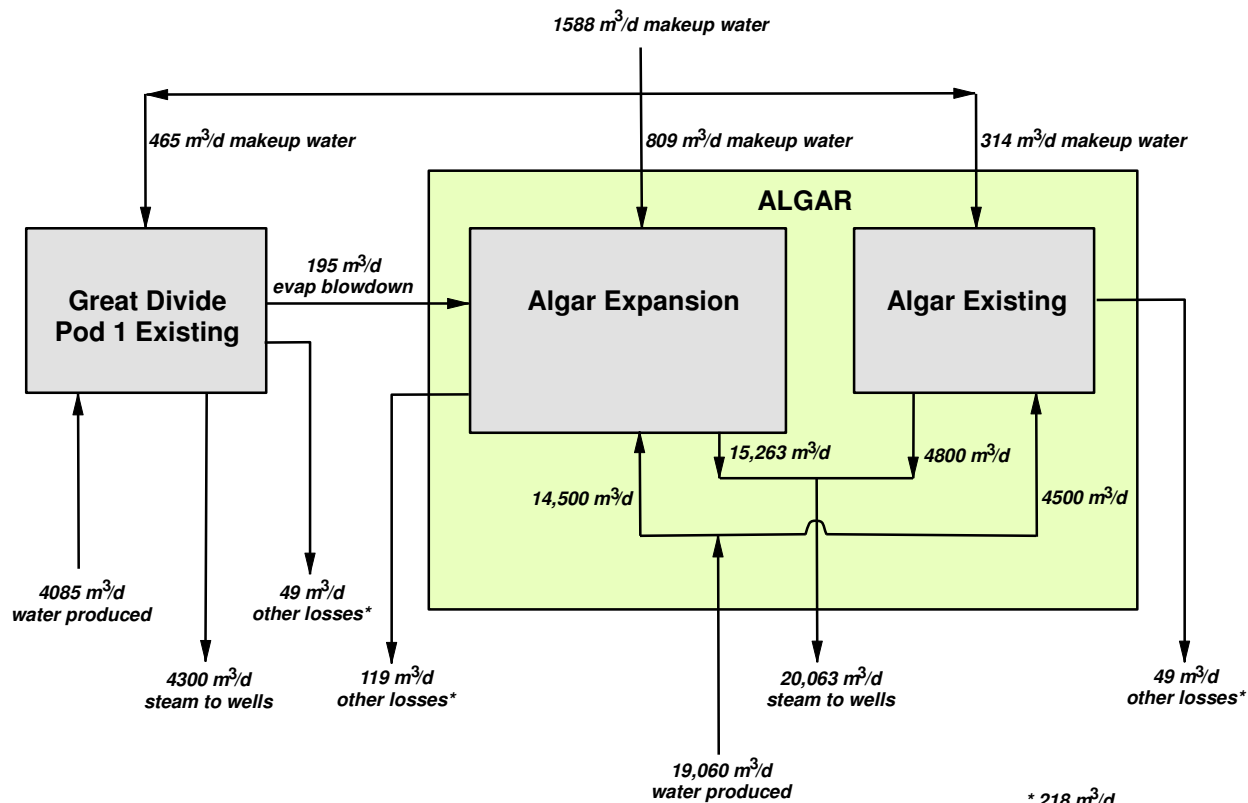 1588 m³/d makeup water
465 m³/d makeup water
809 m³/d makeup water
314 m³/d makeup water
ALGAR
195 m³/d
evap blowdown
Great Divide
Pod 1 Existing
Algar Expansion
Algar Existing
15,263 m³/d
4800 m³/d
14,500 m³/d
4500 m³/d
4085 m³/d
water produced
49 m³/d
other losses*
4300 m³/d
steam to wells
119 m³/d
other losses*
20,063 m³/d
steam to wells
49 m³/d
other losses*
19,060 m³/d
water produced
* 218 m³/d